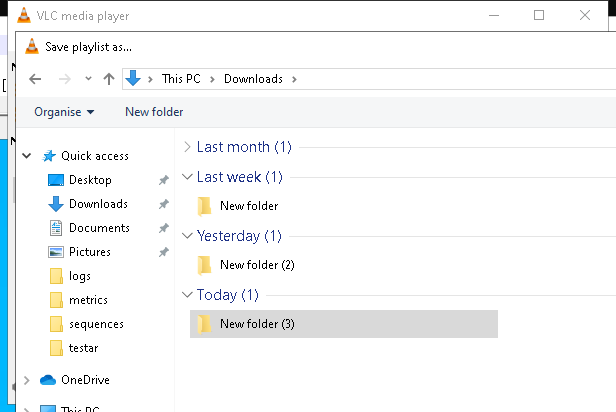 VLC media player
Save playlist as...
This PC
Downloads
Organise
New folder
Quick access
Desktop
Downloads
Documents
Pictures
logs
metrics
sequences
testar
OneDrive
This PC
Last month (1)
Last week (1)
New folder
Yesterday (1)
New folder (2)
Today (1)
New folder (3)